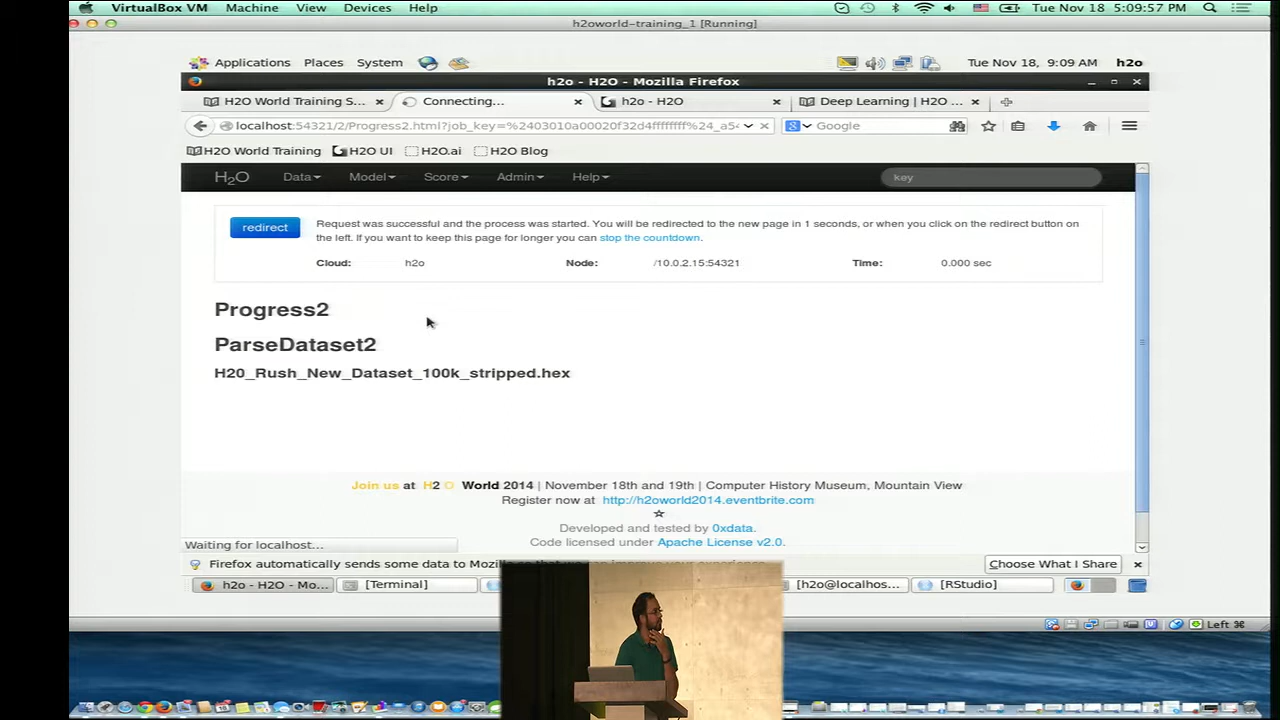 VirtualBox VM Machine View Devices Help Tue Nov 18 5:09:57 PM
h2oworld-training_1 [Running]
Applications Places System Tue Nov 18, 9:09 AM h2o
h2o - H2O - Mozilla Firefox
H2O World Training S... Connecting... h2o - H2O Deep Learning | H2O ...
localhost:54321/2/Progress2.html?job_key=%2403010a00020f32d4ffffffff%24_a54 Google
H2O World Training H2O UI H2O.ai H2O Blog
H2O Data Model Score Admin Help key
redirect
Request was successful and the process was started. You will be redirected to the new page in 1 seconds, or when you click on the redirect button on
the left. If you want to keep this page for longer you can stop the countdown.
Cloud: h2o Node: /10.0.2.15:54321 Time: 0.000 sec
Progress2
ParseDataset2
H20_Rush_New_Dataset_100k_stripped.hex
Join us at H2O World 2014 | November 18th and 19th | Computer History Museum, Mountain View
Register now at http://h2oworld2014.eventbrite.com
Developed and tested by 0xdata.
Code licensed under Apache License v2.0.
Waiting for localhost...
Firefox automatically sends some data to Choose What I Share
h2o - H2O - Mo... [Terminal] [h2o@localhos... [RStudio]
Left ⌘